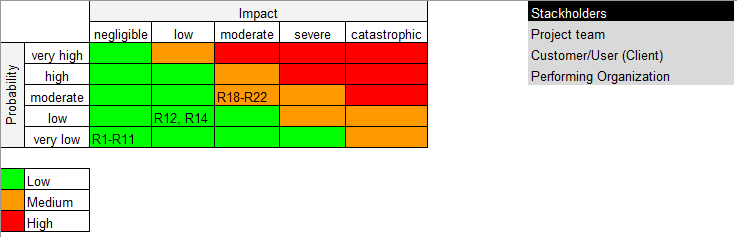 Impact
negligible low moderate severe catastrophic
Probability
very high
high
moderate R18-R22
low R12, R14
very low R1-R11
Low
Medium
High
Stackholders
Project team
Customer/User (Client)
Performing Organization